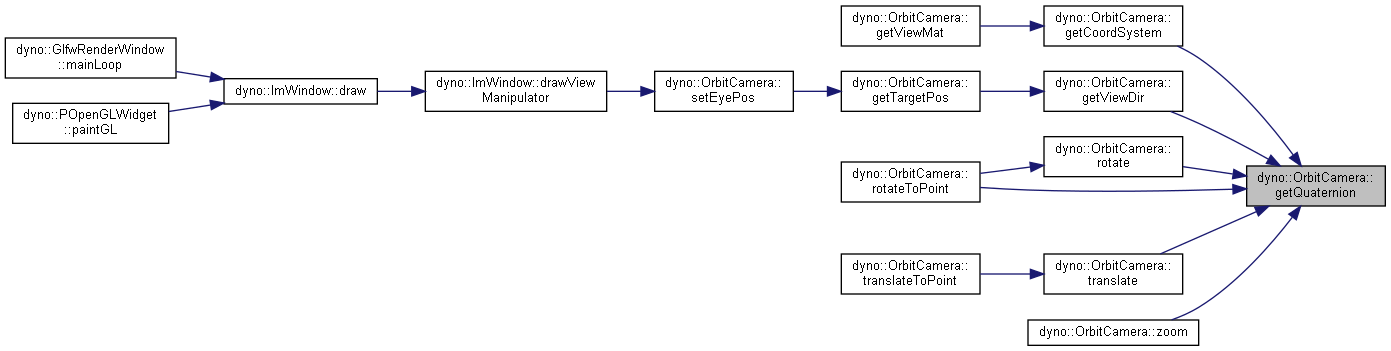 dyno::GlfwRenderWindow
::mainLoop
dyno::POpenGLWidget
::paintGL
dyno::ImWindow::draw
dyno::ImWindow::drawView
Manipulator
dyno::OrbitCamera::
setEyePos
dyno::OrbitCamera::
getViewMat
dyno::OrbitCamera::
getTargetPos
dyno::OrbitCamera::
rotateToPoint
dyno::OrbitCamera::
translateToPoint
dyno::OrbitCamera::
getCoordSystem
dyno::OrbitCamera::
getViewDir
dyno::OrbitCamera::
rotate
dyno::OrbitCamera::
translate
dyno::OrbitCamera::zoom
dyno::OrbitCamera::
getQuaternion